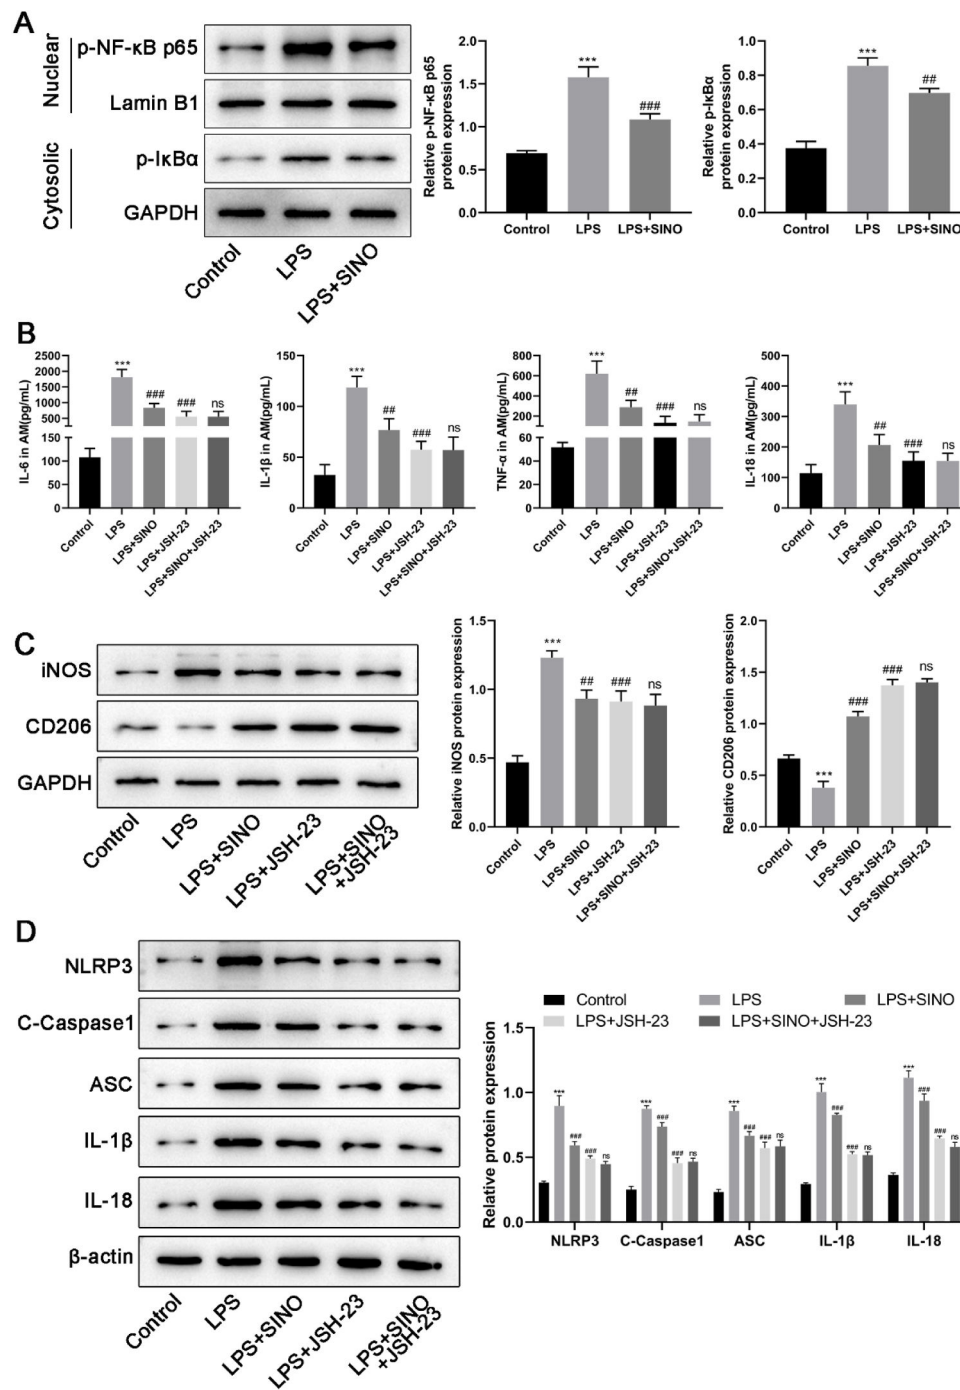 A
Nuclear
Cytosolic
p-NF-κB p65
Lamin B1
p-IκBα
GAPDH
Control
LPS
LPS+SINO
Relative p-NF-κB p65
protein expression
2.0
1.5
1.0
0.5
0.0
***
###
Control
LPS
LPS+SINO
Relative p-IκBα
protein expression
1.0
0.8
0.6
0.4
0.2
0.0
***
##
Control
LPS
LPS+SINO
B
IL-6 in AM(pg/mL)
2500
2000
1500
1000
500
150
100
50
0
***
###
###
ns
Control
LPS
LPS+SINO
LPS+JSH-23
LPS+SINO+JSH-23
IL-1β in AM(pg/mL)
150
100
50
0
***
##
###
ns
Control
LPS
LPS+SINO
LPS+JSH-23
LPS+SINO+JSH-23
TNF-α in AM(pg/mL)
800
600
400
200
60
40
20
0
***
##
###
ns
Control
LPS
LPS+SINO
LPS+JSH-23
LPS+SINO+JSH-23
IL-18 in AM(pg/mL)
500
400
300
200
100
0
***
##
###
ns
Control
LPS
LPS+SINO
LPS+JSH-23
LPS+SINO+JSH-23
C
iNOS
CD206
GAPDH
Control
LPS
LPS+SINO
LPS+JSH-23
LPS+SINO
+JSH-23
Relative iNOS protein expression
1.5
1.0
0.5
0.0
***
##
###
ns
Control
LPS
LPS+SINO
LPS+JSH-23
LPS+SINO+JSH-23
Relative CD206 protein expression
2.0
1.5
1.0
0.5
0.0
***
###
###
ns
Control
LPS
LPS+SINO
LPS+JSH-23
LPS+SINO+JSH-23
D
NLRP3
C-Caspase1
ASC
IL-1β
IL-18
β-actin
Control
LPS
LPS+SINO
LPS+JSH-23
LPS+SINO
+JSH-23
Control
LPS
LPS+SINO
LPS+JSH-23
LPS+SINO+JSH-23
Relative protein expression
1.5
1.0
0.5
0.0
*** ### ### ns
*** ### ### ns
*** ### ### ns
*** ### ### ns
*** ### ### ns
NLRP3
C-Caspase1
ASC
IL-1β
IL-18